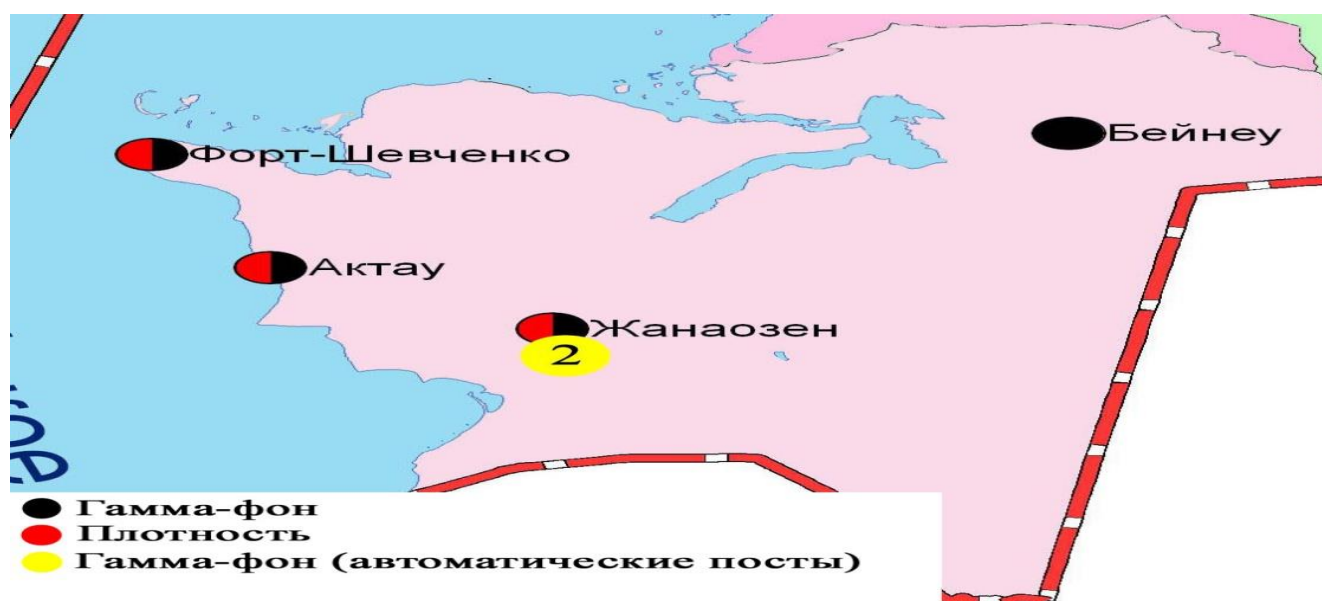 Бейнеу
Форт-Шевченко
Актау
Жанаозен
2
Гамма-фон
Плотность
Гамма-фон (автоматические посты)